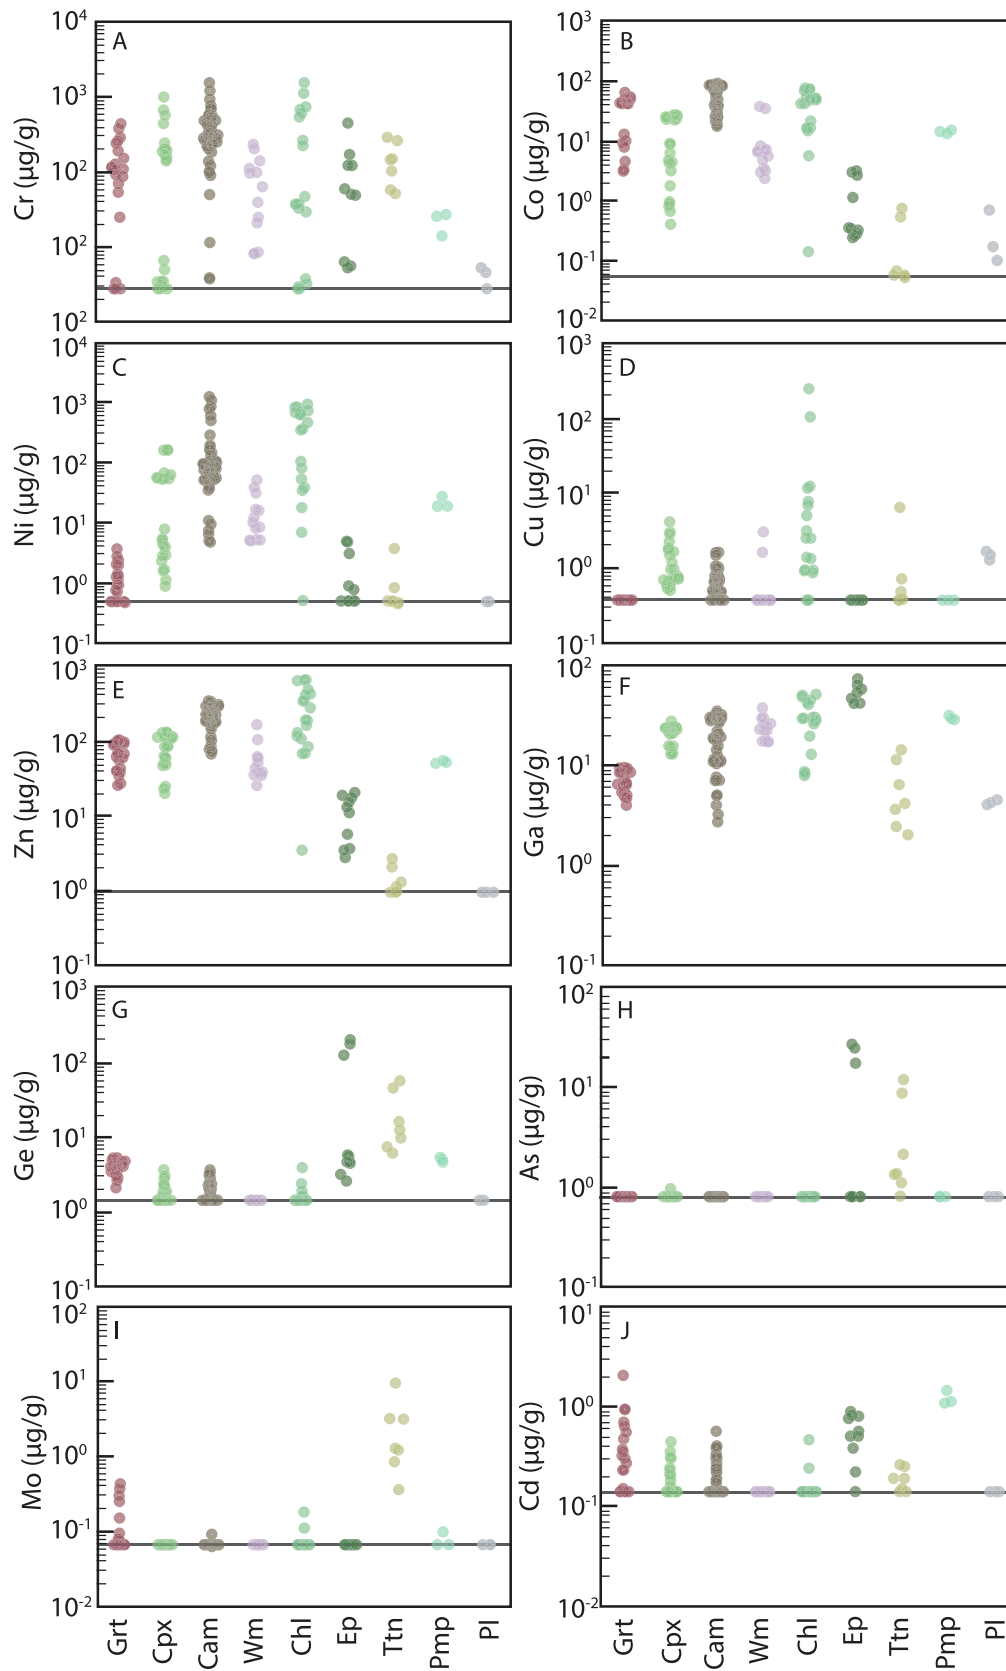 A
Cr (µg/g)
10⁴
10³
10²
10²
10²
B
Co (µg/g)
10³
10²
10¹
10⁰
10⁻¹
10⁻²
C
Ni (µg/g)
10⁴
10³
10²
10¹
10⁰
10⁻¹
D
Cu (µg/g)
10³
10²
10¹
10⁰
10⁻¹
E
Zn (µg/g)
10³
10²
10¹
10⁰
10⁻¹
F
Ga (µg/g)
10²
10¹
10⁰
10⁻¹
G
Ge (µg/g)
10³
10²
10¹
10⁰
10⁻¹
H
As (µg/g)
10²
10¹
10⁰
10⁻¹
I
Mo (µg/g)
10²
10¹
10⁰
10⁻¹
10⁻²
J
Cd (µg/g)
10¹
10⁰
10⁻¹
10⁻²
Grt Cpx Cam Wm Chl Ep Ttn Pmp Pl
Grt Cpx Cam Wm Chl Ep Ttn Pmp Pl